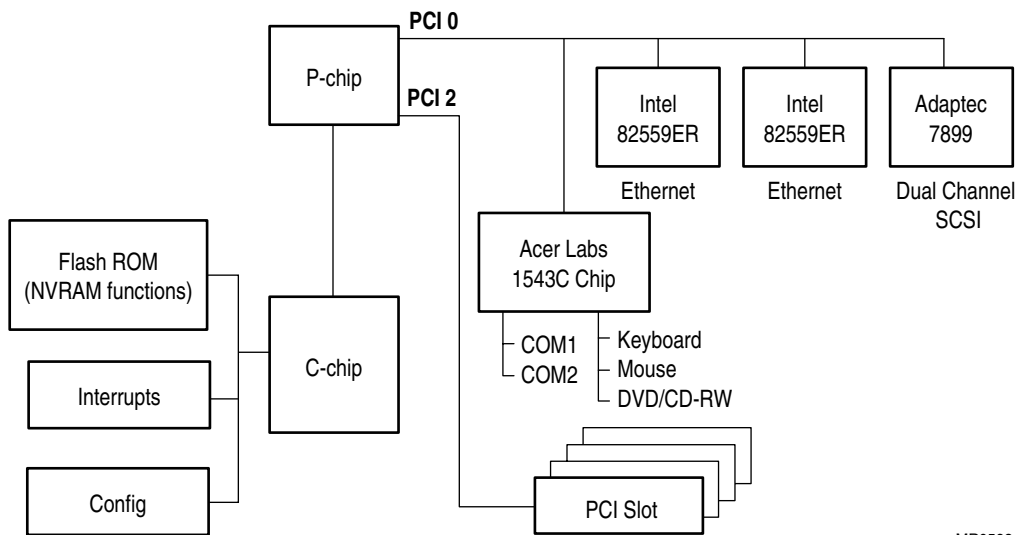 PCI 0
P-chip
PCI 2
Intel
82559ER
Ethernet
Intel
82559ER
Ethernet
Adaptec
7899
Dual Channel
SCSI
Acer Labs
1543C Chip
COM1
COM2
Keyboard
Mouse
DVD/CD-RW
Flash ROM
(NVRAM functions)
Interrupts
Config
C-chip
PCI Slot